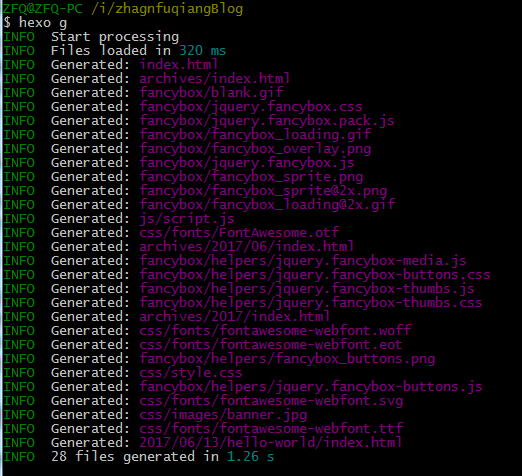 ZFQ@ZFQ-PC /i/zhagnfuqiangBlog
$ hexo g
INFO  Start processing
INFO  Files loaded in 320 ms
INFO  Generated: index.html
INFO  Generated: archives/index.html
INFO  Generated: fancybox/blank.gif
INFO  Generated: fancybox/jquery.fancybox.css
INFO  Generated: fancybox/jquery.fancybox.pack.js
INFO  Generated: fancybox/fancybox_loading.gif
INFO  Generated: fancybox/fancybox_overlay.png
INFO  Generated: fancybox/jquery.fancybox.js
INFO  Generated: fancybox/fancybox_sprite.png
INFO  Generated: fancybox/fancybox_sprite@2x.png
INFO  Generated: fancybox/fancybox_loading@2x.gif
INFO  Generated: js/script.js
INFO  Generated: css/fonts/FontAwesome.otf
INFO  Generated: archives/2017/06/index.html
INFO  Generated: fancybox/helpers/jquery.fancybox-media.js
INFO  Generated: fancybox/helpers/jquery.fancybox-buttons.css
INFO  Generated: fancybox/helpers/jquery.fancybox-thumbs.js
INFO  Generated: fancybox/helpers/jquery.fancybox-thumbs.css
INFO  Generated: archives/2017/index.html
INFO  Generated: css/fonts/fontawesome-webfont.woff
INFO  Generated: css/fonts/fontawesome-webfont.eot
INFO  Generated: fancybox/helpers/fancybox_buttons.png
INFO  Generated: css/style.css
INFO  Generated: fancybox/helpers/jquery.fancybox-buttons.js
INFO  Generated: css/fonts/fontawesome-webfont.svg
INFO  Generated: css/images/banner.jpg
INFO  Generated: css/fonts/fontawesome-webfont.ttf
INFO  Generated: 2017/06/13/hello-world/index.html
INFO  28 files generated in 1.26 s